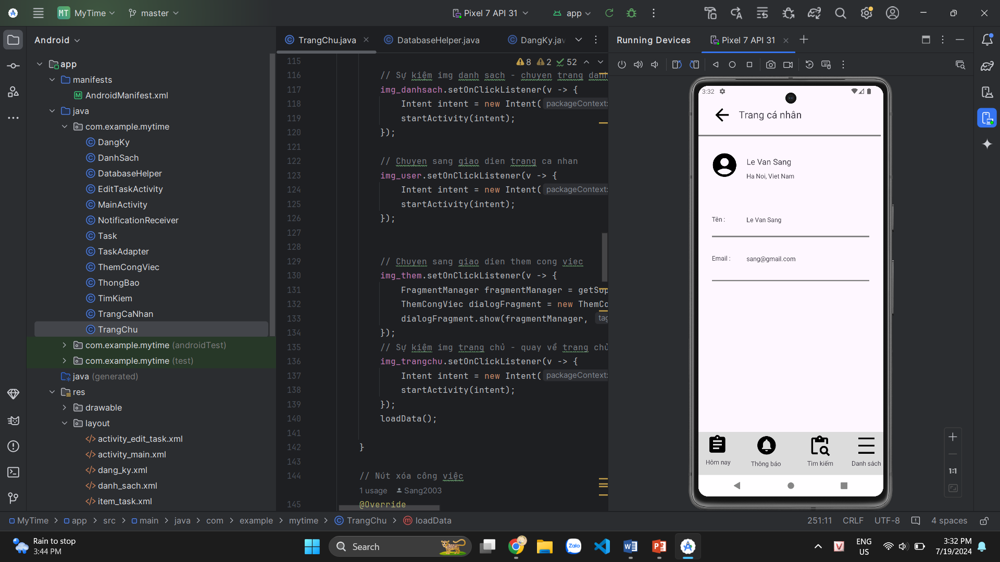 MT MyTime master
Pixel 7 API 31 app
Android
app
manifests
AndroidManifest.xml
java
com.example.mytime
DangKy
DanhSach
DatabaseHelper
EditTaskActivity
MainActivity
NotificationReceiver
Task
TaskAdapter
ThemCongViec
ThongBao
TimKiem
TrangCaNhan
TrangChu
com.example.mytime (androidTest)
com.example.mytime (test)
java (generated)
res
drawable
layout
activity_edit_task.xml
activity_main.xml
dang_ky.xml
danh_sach.xml
item_task.xml
TrangChu.java DatabaseHelper.java DangKy.jav
8 2 52
115
116 // Sự kiêm img danh sach - chuyen trang danh
117 img_danhsach.setOnClickListener(v -> {
118 Intent intent = new Intent( packageContext:
119 startActivity(intent);
120 });
121
122 // Chuyen sang giao dien trang ca nhan
123 img_user.setOnClickListener(v -> {
124 Intent intent = new Intent( packageContext:
125 startActivity(intent);
126 });
127
128
129 // Chuyen sang giao dien them cong viec
130 img_them.setOnClickListener(v -> {
131 FragmentManager fragmentManager = getSup
132 ThemCongViec dialogFragment = new ThemCo
133 dialogFragment.show(fragmentManager, tag
134 });
135 // Sự kiêm img trang chủ - quay về trang chủ
136 img_trangchu.setOnClickListener(v -> {
137 Intent intent = new Intent( packageContext:
138 startActivity(intent);
139 });
140 loadData();
141
142 }
143
144 // Nút xóa công việc
1 usage Sang2003
145 @Override
Running Devices Pixel 7 API 31
3:32
Trang cá nhân
Le Van Sang
Ha Noi, Viet Nam
Tên : Le Van Sang
Email : sang@gmail.com
Hôm nay Thông báo Tìm kiếm Danh sách
1:1
MyTime > app > src > main > java > com > example > mytime > TrangChu > loadData
251:11 CRLF UTF-8 4 spaces
Rain to stop
3:44 PM
Search
Zalo
ENG
US
3:32 PM
7/19/2024